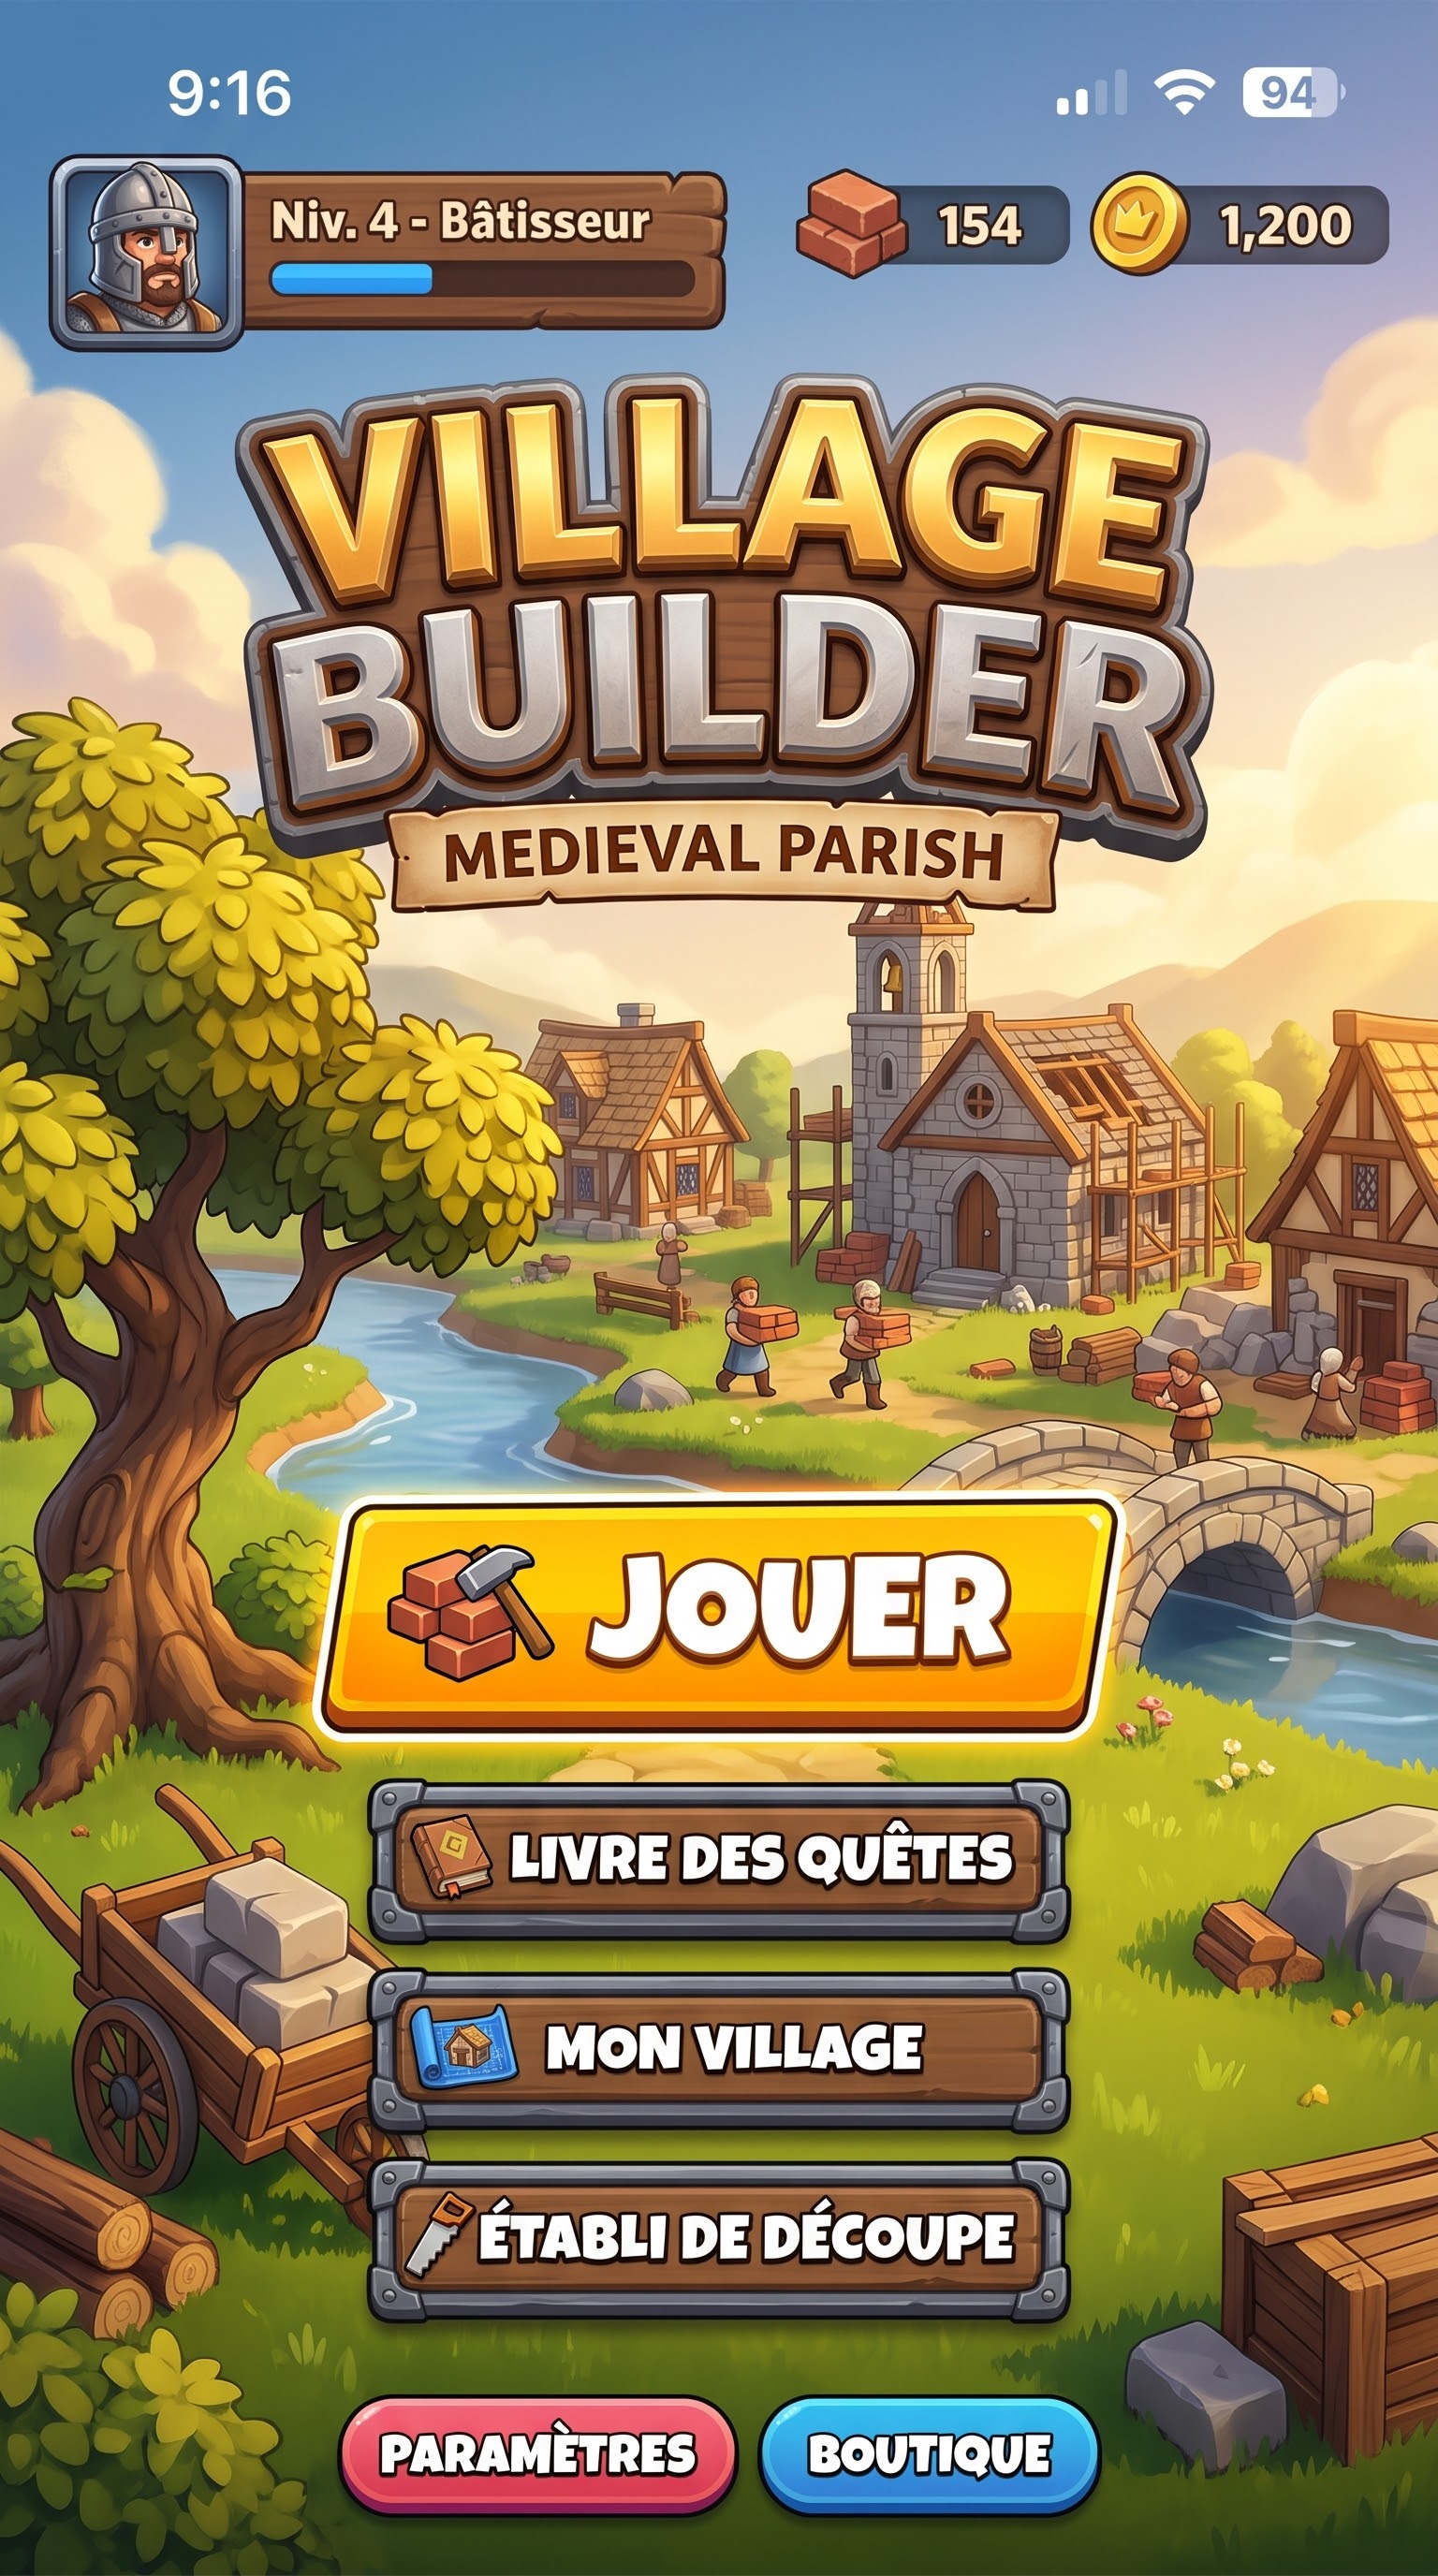 9:16
94
Niv. 4 - Bâtisseur
154
1,200
VILLAGE
BUILDER
MEDIEVAL PARISH
JOUER
LIVRE DES QUÊTES
MON VILLAGE
ÉTABLI DE DÉCOUPE
PARAMÈTRES
BOUTIQUE